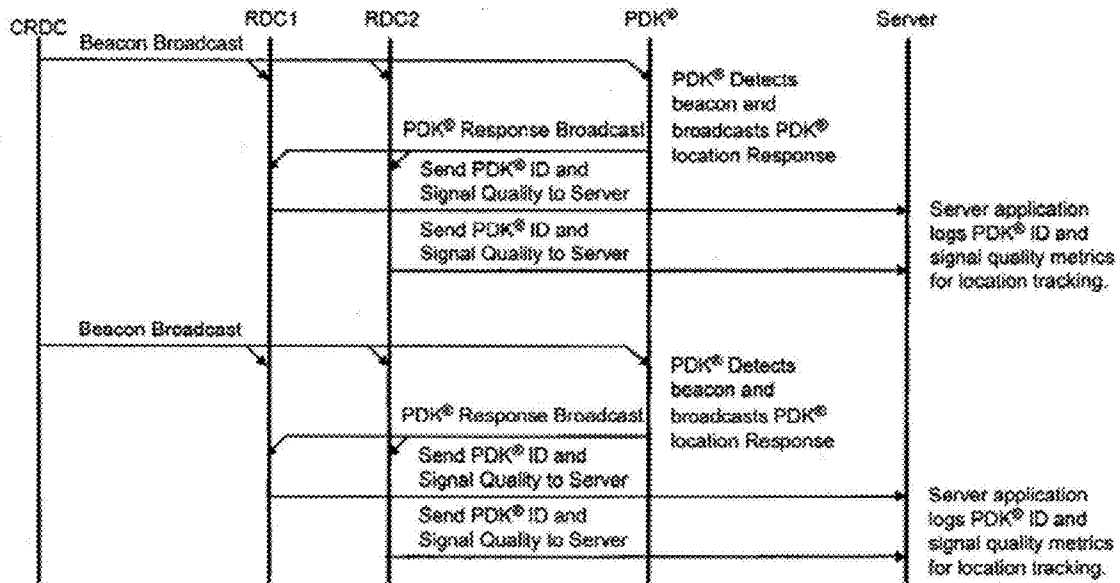 CRDC
RDC1
RDC2
PDK®
Server
Beacon Broadcast
PDK® Detects
beacon and
broadcasts PDK®
location Response
PDK® Response Broadcast
Send PDK® ID and
Signal Quality to Server
Server application
logs PDK® ID and
signal quality metrics
for location tracking.
Send PDK® ID and
Signal Quality to Server
Beacon Broadcast
PDK® Detects
beacon and
broadcasts PDK®
location Response
PDK® Response Broadcast
Send PDK® ID and
Signal Quality to Server
Server application
logs PDK® ID and
signal quality metrics
for location tracking.
Send PDK® ID and
Signal Quality to Server